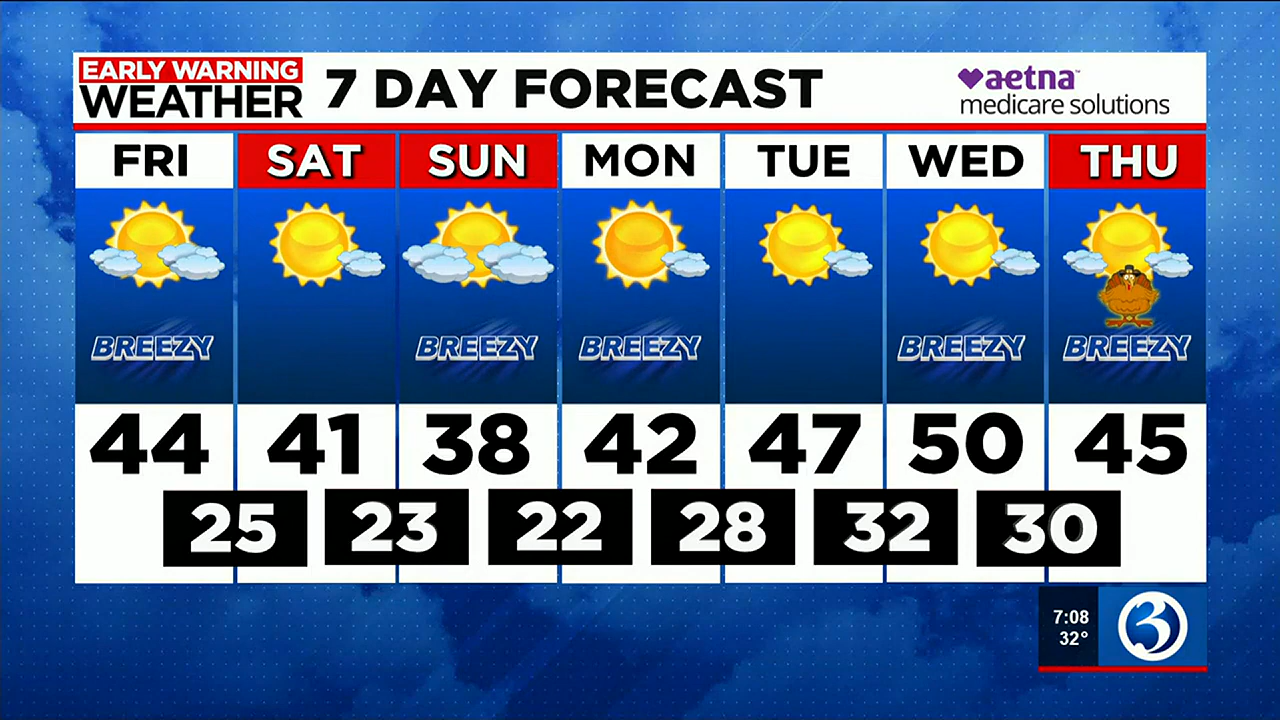 EARLY WARNING
WEATHER
7 DAY FORECAST
aetna™
medicare solutions
FRI SAT SUN MON TUE WED THU
BREEZY BREEZY BREEZY BREEZY BREEZY
44 41 38 42 47 50 45
25 23 22 28 32 30
7:08
32°
3